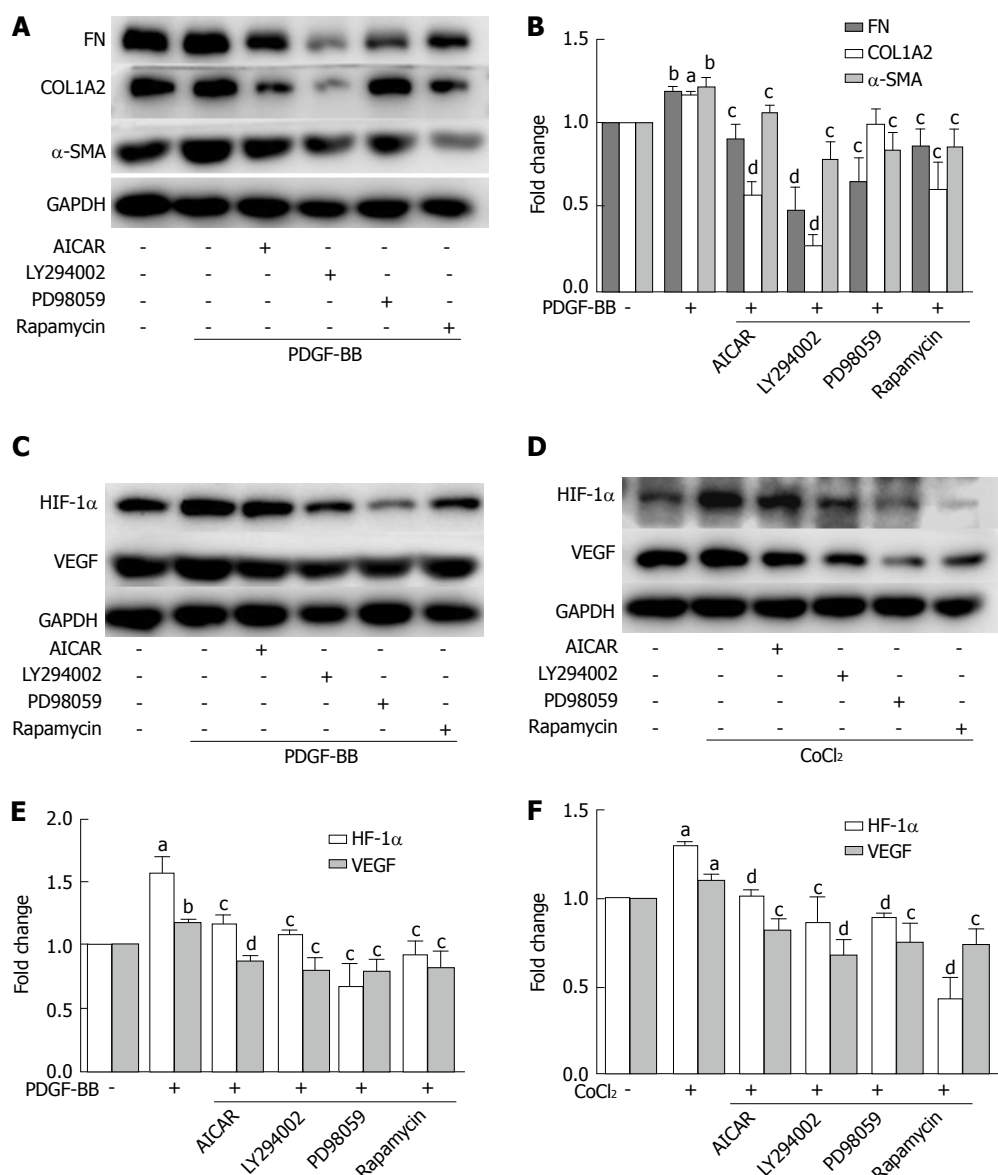 A
FN
COL1A2
α-SMA
GAPDH
AICAR - - + - - -
LY294002 - - - + - -
PD98059 - - - - + -
Rapamycin - - - - - +
PDGF-BB
B
FN
COL1A2
α-SMA
Fold change
1.5
1.0
0.5
0.0
b a b c d c d d c c c c c c
PDGF-BB - + + + + +
AICAR
LY294002
PD98059
Rapamycin
C
HIF-1α
VEGF
GAPDH
AICAR - - + - - -
LY294002 - - - + - -
PD98059 - - - - + -
Rapamycin - - - - - +
PDGF-BB
D
HIF-1α
VEGF
GAPDH
AICAR - - + - - -
LY294002 - - - + - -
PD98059 - - - - + -
Rapamycin - - - - - +
CoCl₂
E
HF-1α
VEGF
Fold change
2.0
1.5
1.0
0.5
0.0
a b c d c c c c c c
PDGF-BB - + + + + +
AICAR
LY294002
PD98059
Rapamycin
F
HF-1α
VEGF
Fold change
1.5
1.0
0.5
0.0
a a d c c d d c d c
CoCl₂ - + + + + +
AICAR
LY294002
PD98059
Rapamycin